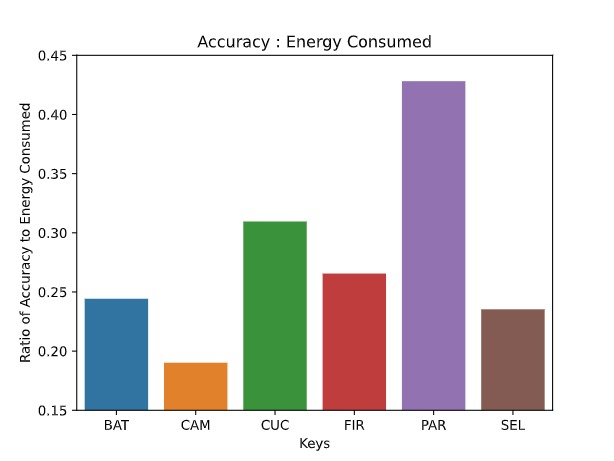 Accuracy : Energy Consumed
Ratio of Accuracy to Energy Consumed
0.45
0.40
0.35
0.30
0.25
0.20
0.15
BAT CAM CUC FIR PAR SEL
Keys